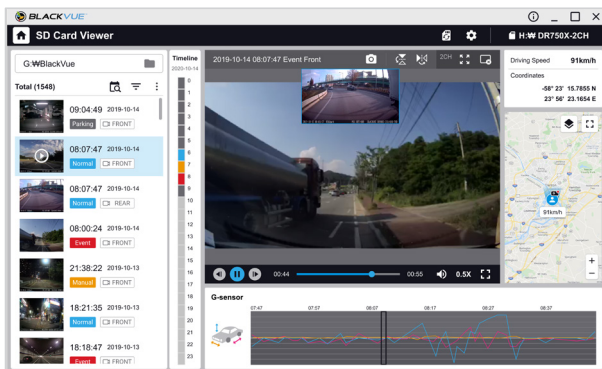 BLACKVUE
SD Card Viewer
H:₩ DR750X-2CH
G:₩BlackVue
Total (1548)
09:04:49 2019-10-14
Parking FRONT
08:07:47 2019-10-14
Normal FRONT
08:07:47 2019-10-14
Normal REAR
08:00:24 2019-10-14
Event FRONT
21:38:22 2019-10-13
Manual FRONT
18:21:35 2019-10-13
Normal FRONT
18:18:47 2019-10-13
Event FRONT
Timeline
2020-10-14
0
1
2
3
4
5
6
7
8
9
10
11
12
13
14
15
16
17
18
19
20
21
22
23
2019-10-14 08:07:47 Event Front
2CH
00:44
00:55
0.5X
Driving Speed 91km/h
Coordinates
-58° 23' 15.7855 N
23° 56' 23.1654 E
91km/h
+
−
G-sensor
07:47 07:57 08:07 08:17 08:27 08:37